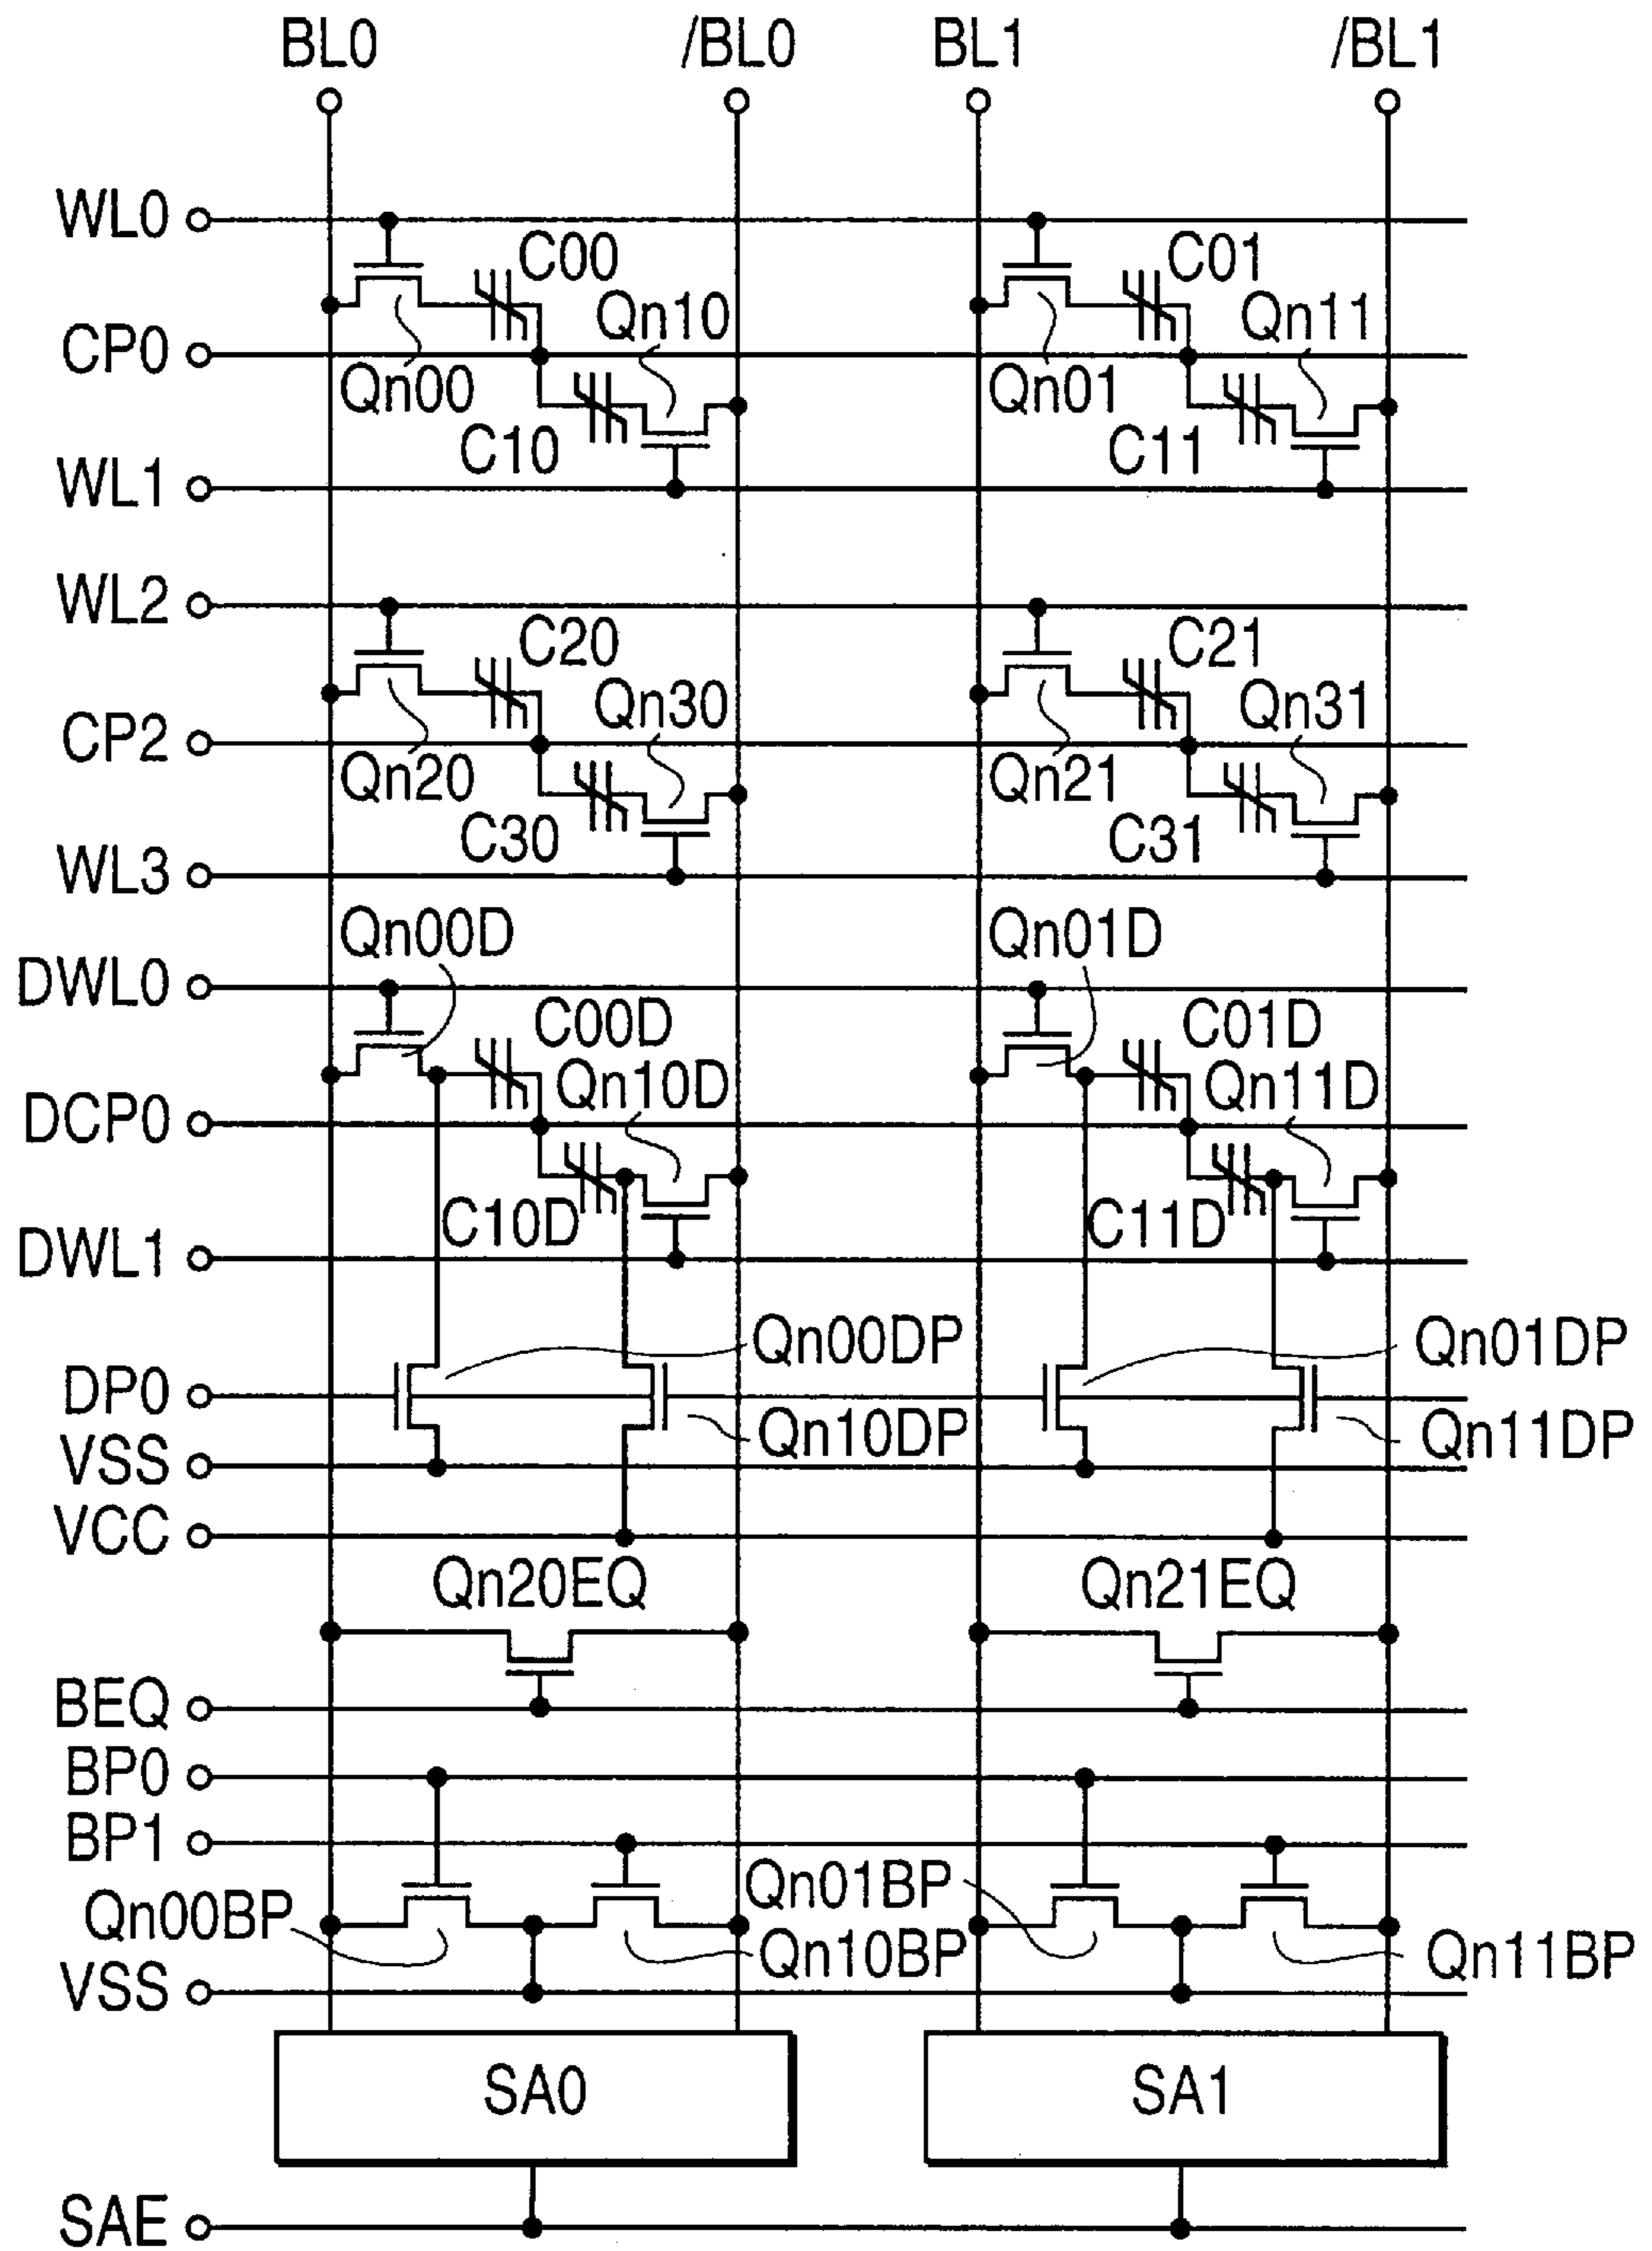 BL0 /BL0 BL1 /BL1
WL0
C00 C01
Qn10 Qn11
CP0
Qn00 Qn01
C10 C11
WL1
WL2
C20 C21
Qn30 Qn31
CP2
Qn20 Qn21
C30 C31
WL3
Qn00D Qn01D
DWL0
C00D C01D
Qn10D Qn11D
DCP0
C10D C11D
DWL1
Qn00DP Qn01DP
DP0
Qn10DP Qn11DP
VSS
VCC
Qn20EQ Qn21EQ
BEQ
BP0
BP1
Qn00BP Qn01BP
Qn10BP Qn11BP
VSS
SA0 SA1
SAE